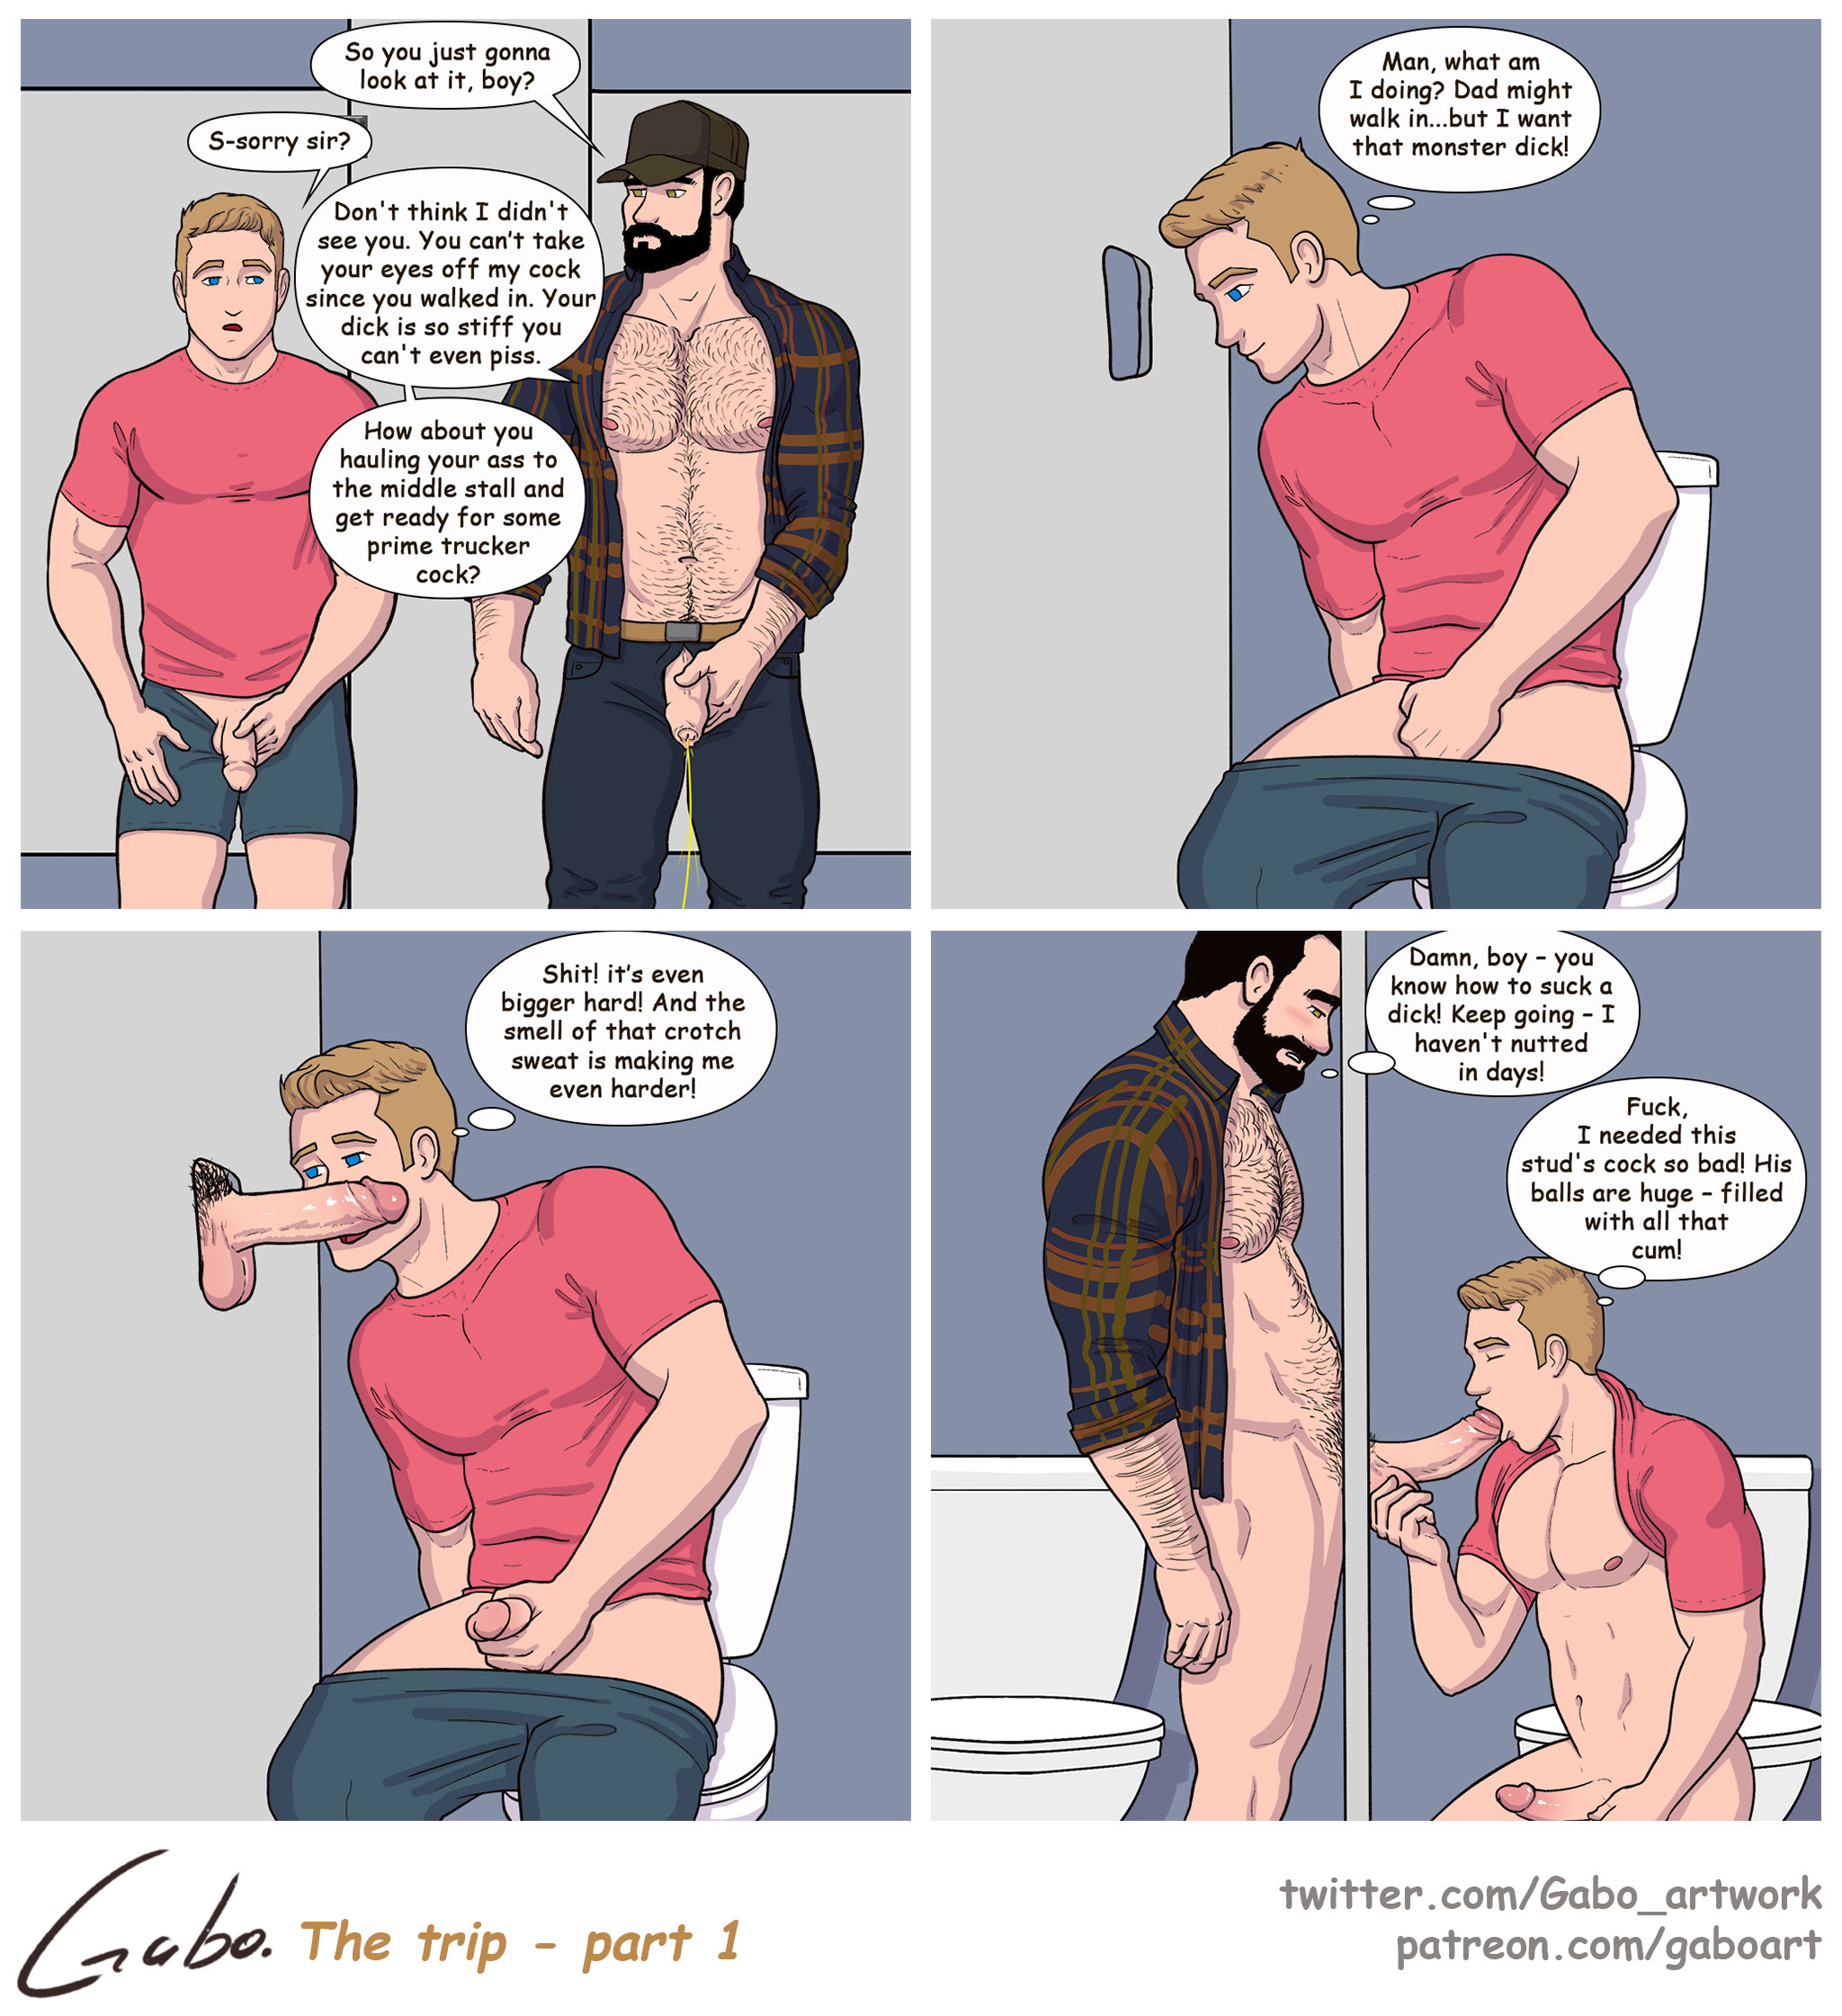 So you just gonna
look at it, boy?
S-sorry sir?
Don't think I didn't
see you. You can't take
your eyes off my cock
since you walked in. Your
dick is so stiff you
can't even piss.
How about you
hauling your ass to
the middle stall and
get ready for some
prime trucker
cock?
Man, what am
I doing? Dad might
walk in...but I want
that monster dick!
Shit! it's even
bigger hard! And the
smell of that crotch
sweat is making me
even harder!
Damn, boy – you
know how to suck a
dick! Keep going – I
haven't nutted
in days!
Fuck,
I needed this
stud's cock so bad! His
balls are huge – filled
with all that
cum!
Gabo. The trip - part 1
twitter.com/Gabo_artwork
patreon.com/gaboart